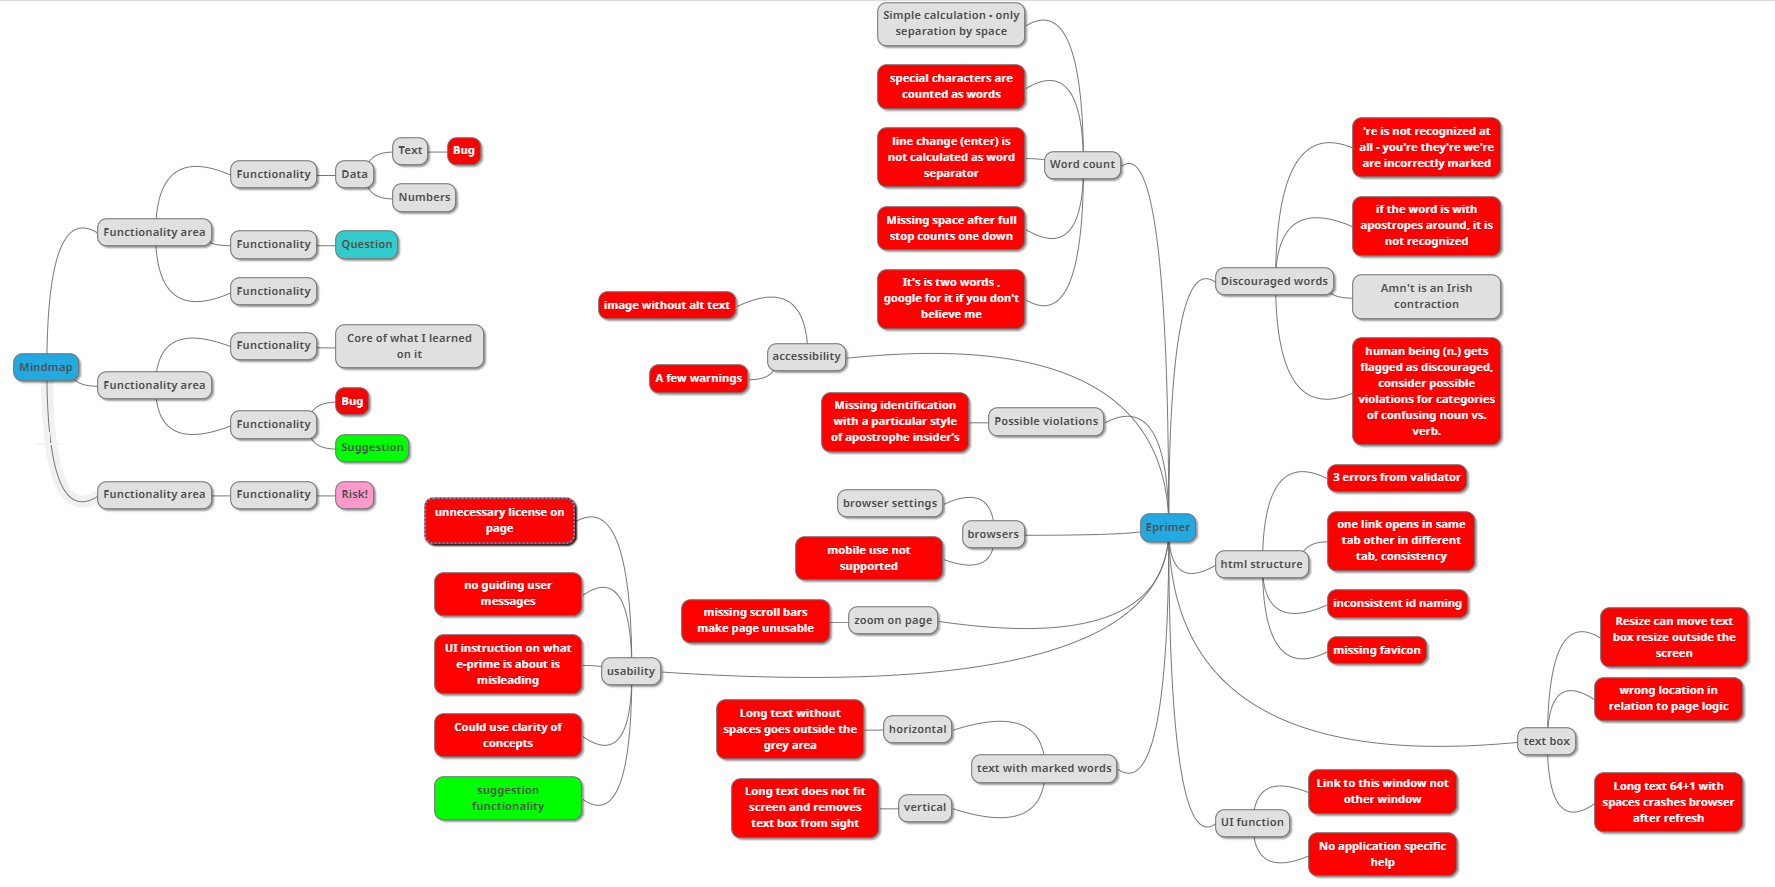 Mindmap
Functionality area
Functionality
Data
Text
Bug
Numbers
Functionality
Question
Functionality
Functionality area
Functionality
Core of what I learned
on it
Functionality
Bug
Suggestion
Functionality area
Functionality
Risk!
Eprimer
Word count
Simple calculation - only
separation by space
special characters are
counted as words
line change (enter) is
not calculated as word
separator
Missing space after full
stop counts one down
It's is two words ,
google for it if you don't
believe me
accessibility
image without alt text
A few warnings
Possible violations
Missing identification
with a particular style
of apostrophe insider's
browsers
browser settings
mobile use not
supported
zoom on page
missing scroll bars
make page unusable
usability
unnecessary license on
page
no guiding user
messages
UI instruction on what
e-prime is about is
misleading
Could use clarity of
concepts
suggestion
functionality
text with marked words
horizontal
Long text without
spaces goes outside the
grey area
vertical
Long text does not fit
screen and removes
text box from sight
Discouraged words
're is not recognized at
all - you're they're we're
are incorrectly marked
if the word is with
apostropes around, it is
not recognized
Amn't is an Irish
contraction
human being (n.) gets
flagged as discouraged,
consider possible
violations for categories
of confusing noun vs.
verb.
html structure
3 errors from validator
one link opens in same
tab other in different
tab, consistency
inconsistent id naming
missing favicon
text box
Resize can move text
box resize outside the
screen
wrong location in
relation to page logic
Long text 64+1 with
spaces crashes browser
after refresh
UI function
Link to this window not
other window
No application specific
help